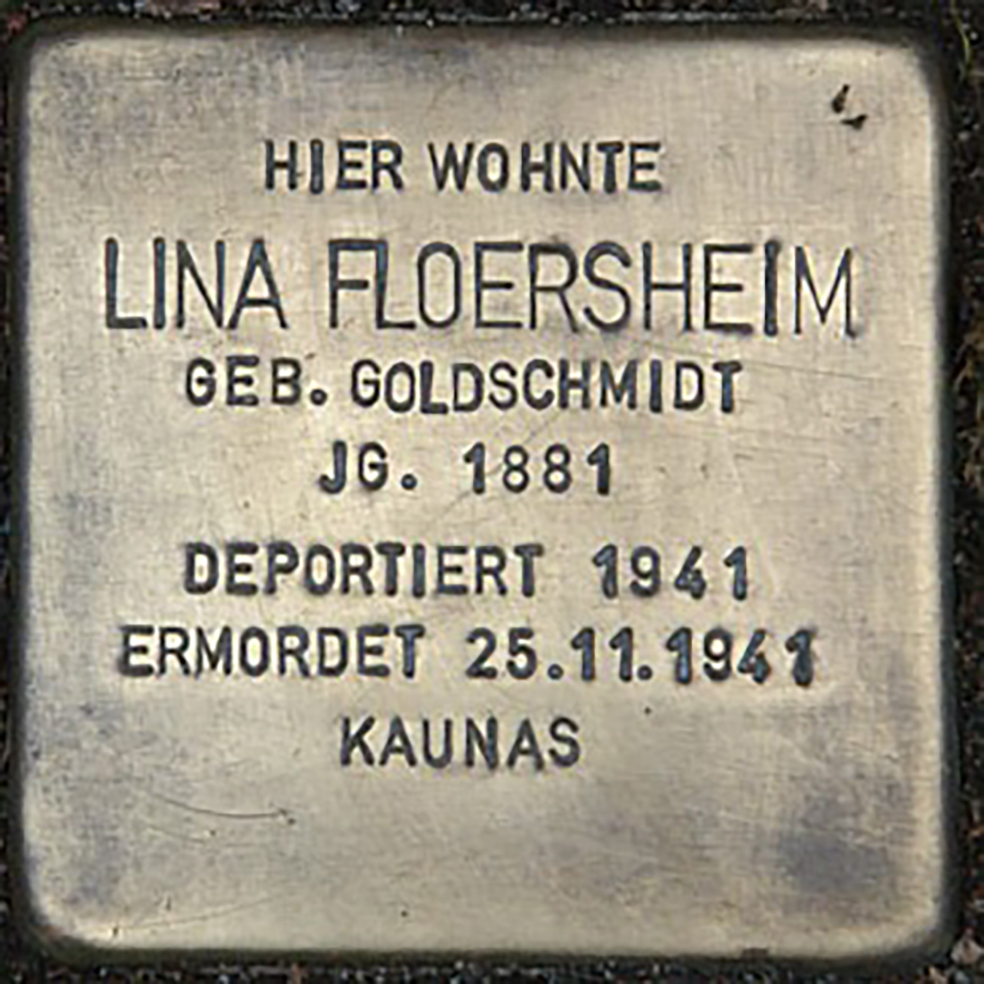 HIER WOHNTE
LINA FLOERSHEIM
GEB. GOLDSCHMIDT
JG. 1881
DEPORTIERT 1941
ERMORDET 25.11.1941
KAUNAS